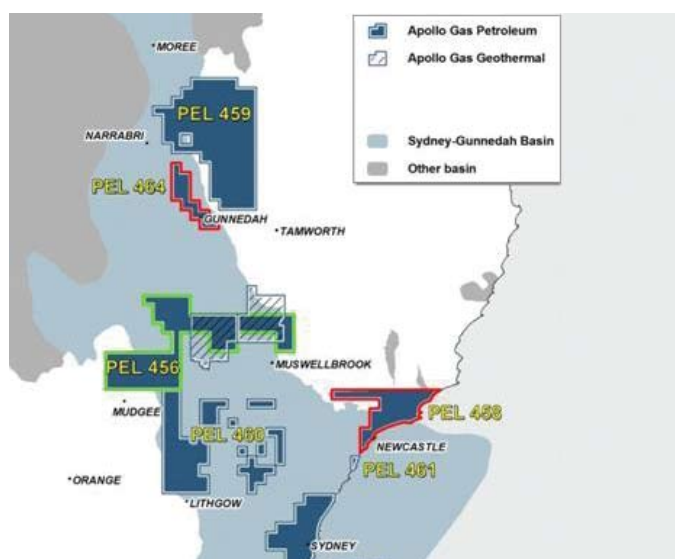 MOREE
Apollo Gas Petroleum
Apollo Gas Geothermal
Sydney-Gunnedah Basin
Other basin
PEL 459
NARRABRI
PEL 464
GUNNEDAH
TAMWORTH
PEL 456
MUSWELLBROOK
MUDGEE
PEL 458
PEL 460
NEWCASTLE
PEL 461
ORANGE
LITHGOW
SYDNEY